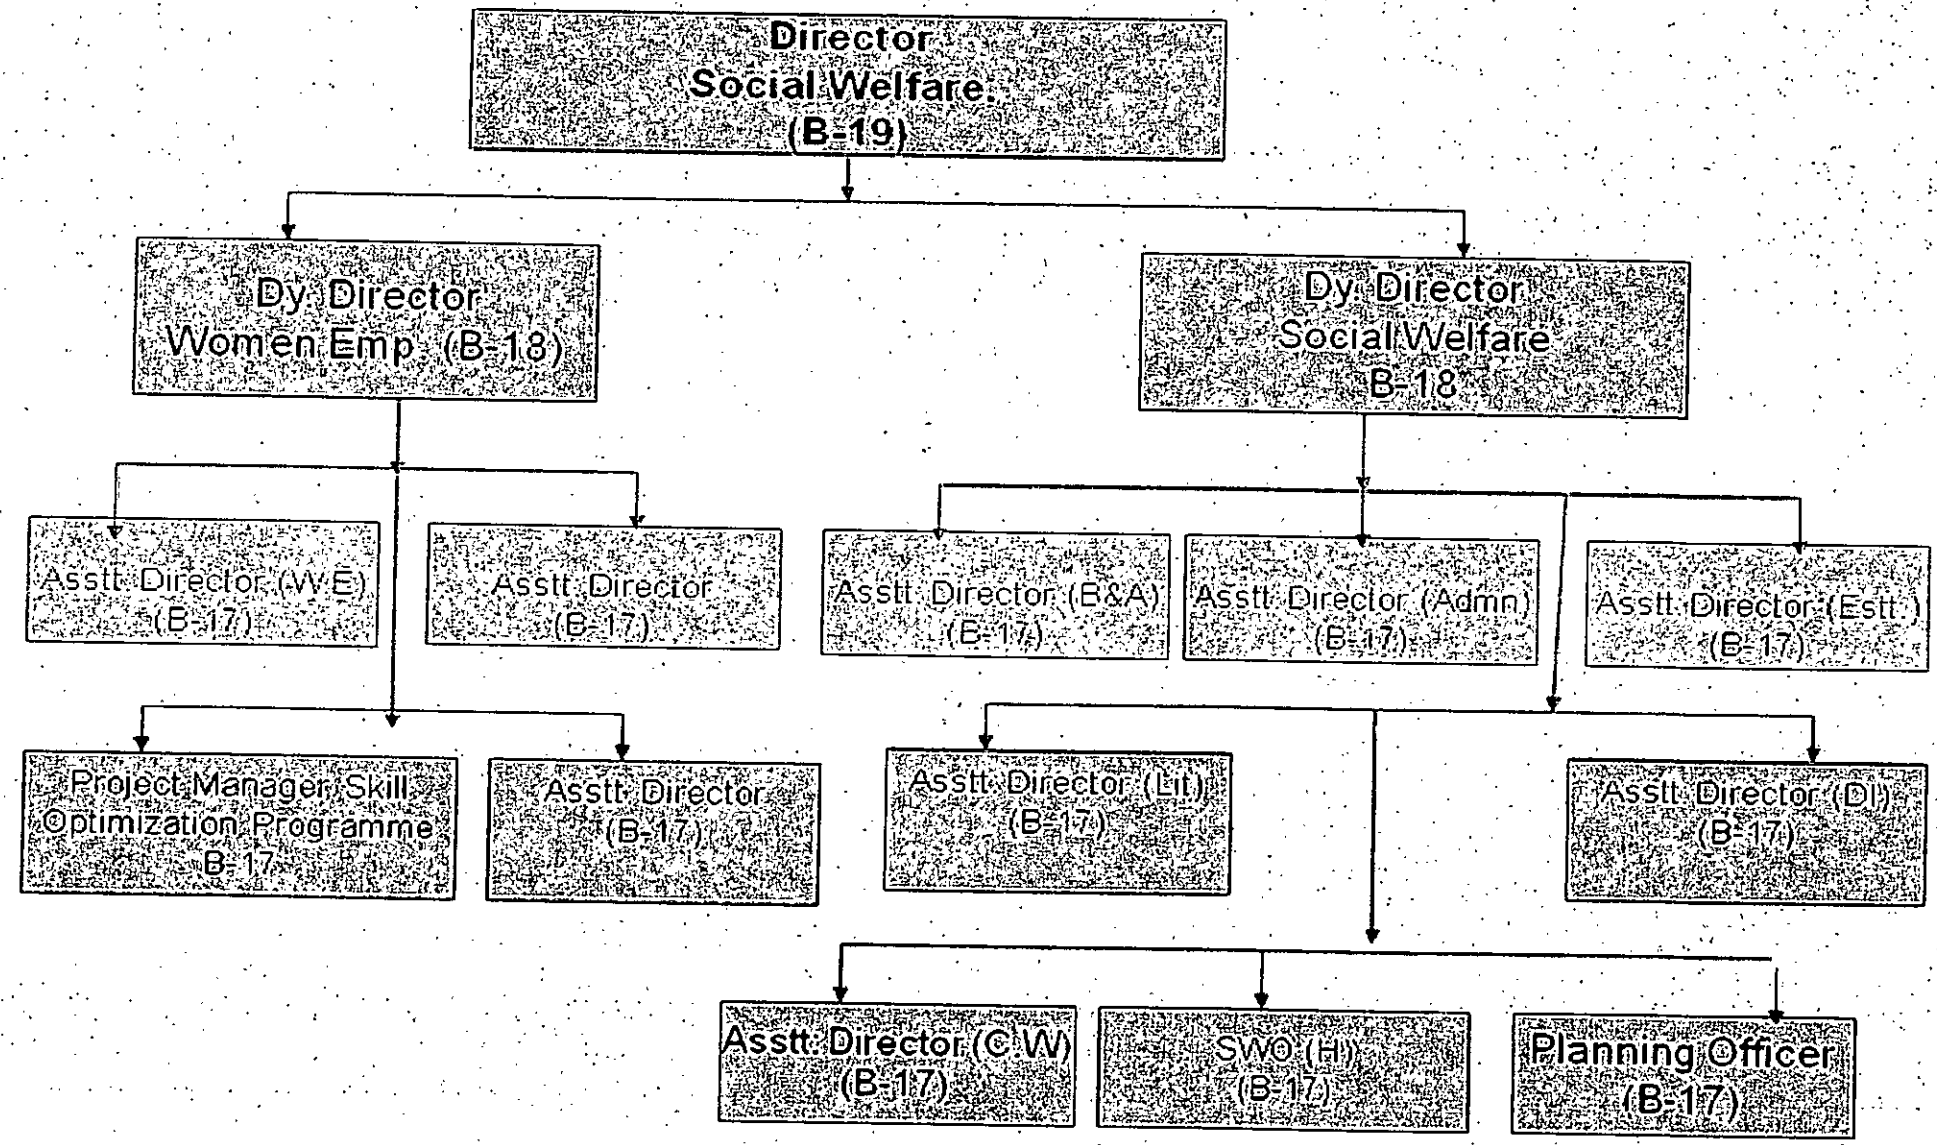 Director
Social Welfare.
(B-19)
Dy. Director
Women Emp. (B-18)
Dy. Director
Social Welfare
B-18
Asstt. Director (W.E)
(B-17)
Asstt. Director
(B-17)
Asstt. Director (B&A)
(B-17)
Asstt. Director (Admn)
(B-17)
Asstt. Director (Estt.)
(B-17)
Project Manager Skill
Optimization Programme
B-17
Asstt. Director
(B-17)
Asstt. Director (Lit)
(B-17)
Asstt. Director (DI)
(B-17)
Asstt. Director (C.W)
(B-17)
SWO (H)
(B-17)
Planning Officer
(B-17)